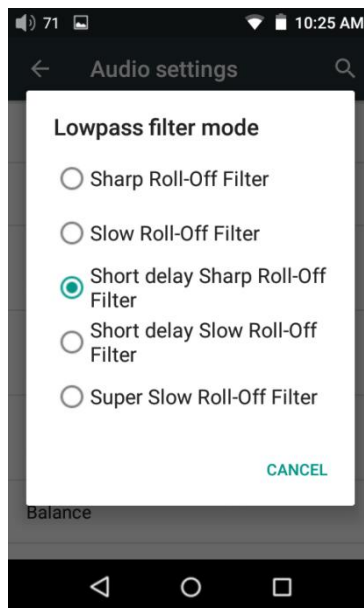 71 10:25 AM
Audio settings
Lowpass filter mode
Sharp Roll-Off Filter
Slow Roll-Off Filter
Short delay Sharp Roll-Off
Filter
Short delay Slow Roll-Off
Filter
Super Slow Roll-Off Filter
CANCEL
Balance